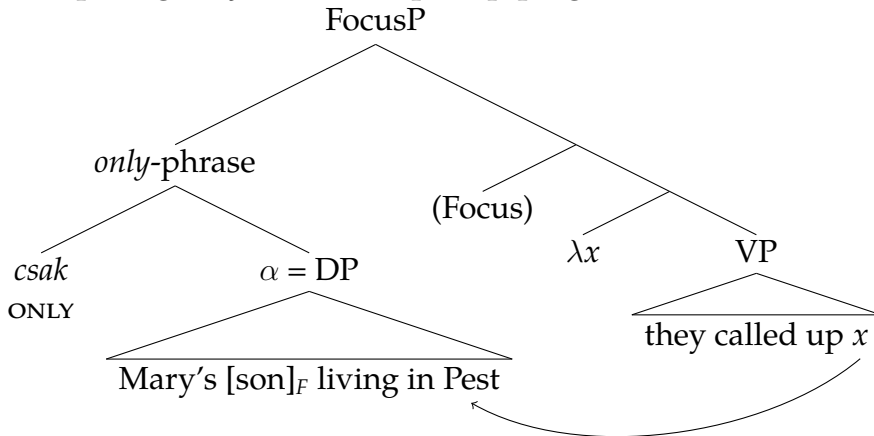 FocusP
only-phrase
(Focus)
λx
VP
csak
ONLY
α = DP
they called up x
Mary's [son]F living in Pest